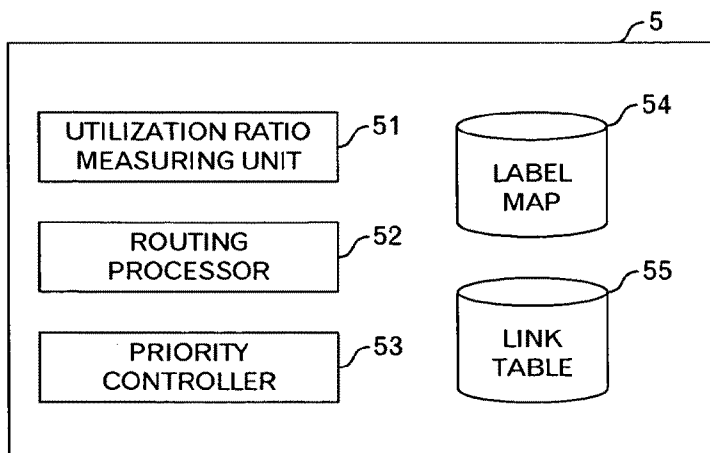 5
UTILIZATION RATIO
MEASURING UNIT
51
54
LABEL
MAP
ROUTING
PROCESSOR
52
55
PRIORITY
CONTROLLER
53
LINK
TABLE